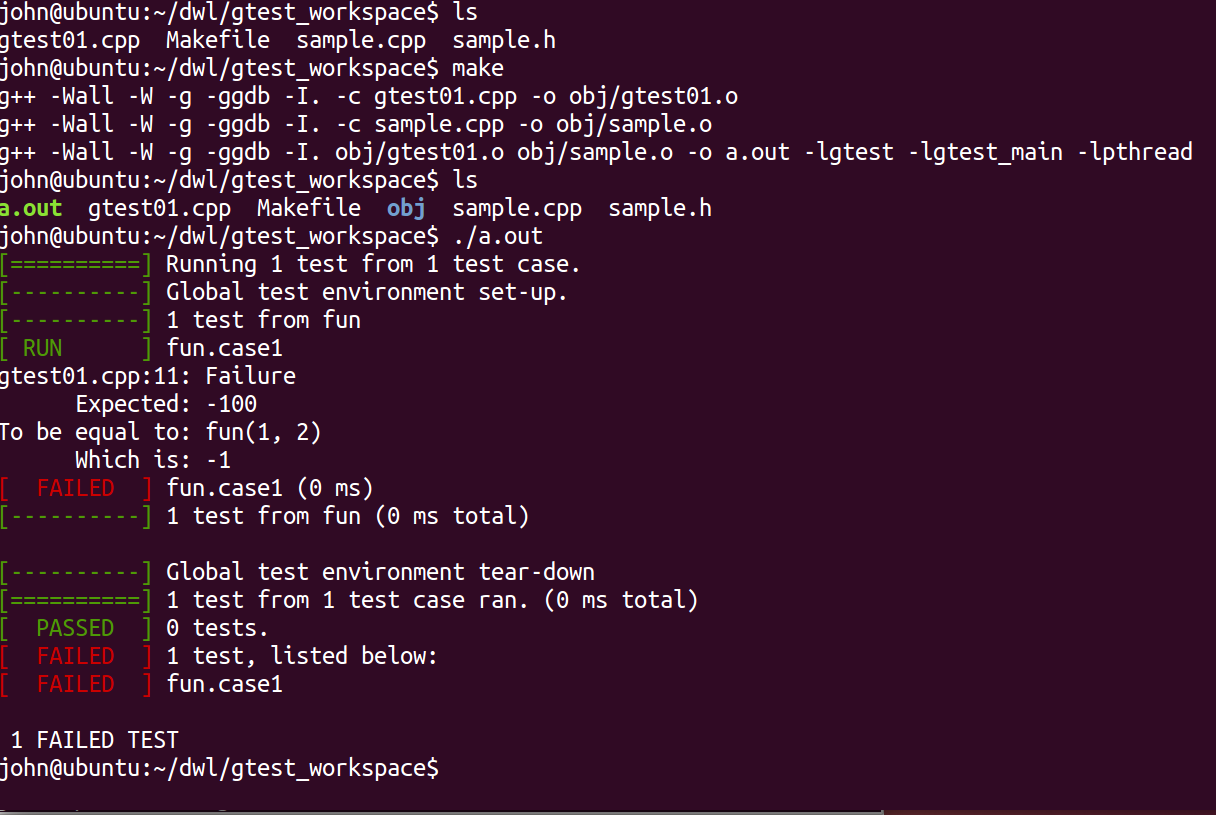 john@ubuntu:~/dwl/gtest_workspace$ ls
gtest01.cpp  Makefile  sample.cpp  sample.h
john@ubuntu:~/dwl/gtest_workspace$ make
g++ -Wall -W -g -ggdb -I. -c gtest01.cpp -o obj/gtest01.o
g++ -Wall -W -g -ggdb -I. -c sample.cpp -o obj/sample.o
g++ -Wall -W -g -ggdb -I. obj/gtest01.o obj/sample.o -o a.out -lgtest -lgtest_main -lpthread
john@ubuntu:~/dwl/gtest_workspace$ ls
a.out  gtest01.cpp  Makefile  obj  sample.cpp  sample.h
john@ubuntu:~/dwl/gtest_workspace$ ./a.out
[==========] Running 1 test from 1 test case.
[----------] Global test environment set-up.
[----------] 1 test from fun
[ RUN      ] fun.case1
gtest01.cpp:11: Failure
      Expected: -100
To be equal to: fun(1, 2)
      Which is: -1
[  FAILED  ] fun.case1 (0 ms)
[----------] 1 test from fun (0 ms total)

[----------] Global test environment tear-down
[==========] 1 test from 1 test case ran. (0 ms total)
[  PASSED  ] 0 tests.
[  FAILED  ] 1 test, listed below:
[  FAILED  ] fun.case1

 1 FAILED TEST
john@ubuntu:~/dwl/gtest_workspace$